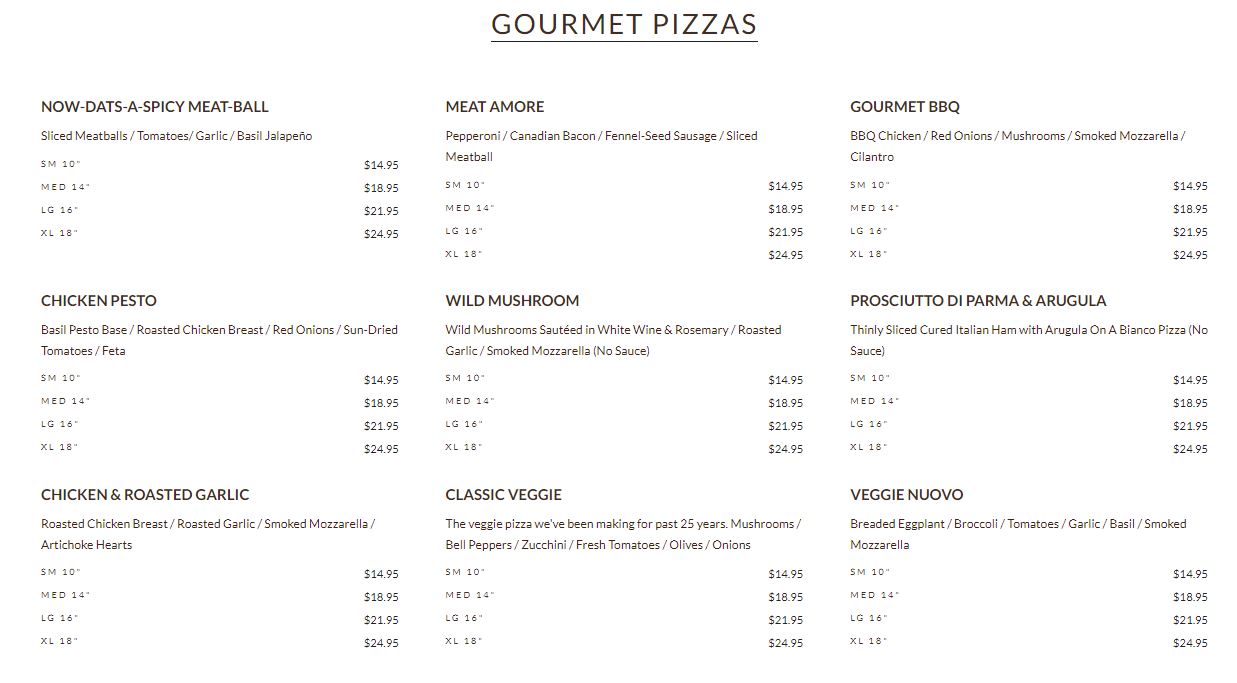 GOURMET PIZZAS
NOW-DATS-A-SPICY MEAT-BALL
Sliced Meatballs / Tomatoes/ Garlic / Basil Jalapeño
SM 10" $14.95
MED 14" $18.95
LG 16" $21.95
XL 18" $24.95
MEAT AMORE
Pepperoni / Canadian Bacon / Fennel-Seed Sausage / Sliced
Meatball
SM 10" $14.95
MED 14" $18.95
LG 16" $21.95
XL 18" $24.95
GOURMET BBQ
BBQ Chicken / Red Onions / Mushrooms / Smoked Mozzarella /
Cilantro
SM 10" $14.95
MED 14" $18.95
LG 16" $21.95
XL 18" $24.95
CHICKEN PESTO
Basil Pesto Base / Roasted Chicken Breast / Red Onions / Sun-Dried
Tomatoes / Feta
SM 10" $14.95
MED 14" $18.95
LG 16" $21.95
XL 18" $24.95
WILD MUSHROOM
Wild Mushrooms Sautéed in White Wine & Rosemary / Roasted
Garlic / Smoked Mozzarella (No Sauce)
SM 10" $14.95
MED 14" $18.95
LG 16" $21.95
XL 18" $24.95
PROSCIUTTO DI PARMA & ARUGULA
Thinly Sliced Cured Italian Ham with Arugula On A Bianco Pizza (No
Sauce)
SM 10" $14.95
MED 14" $18.95
LG 16" $21.95
XL 18" $24.95
CHICKEN & ROASTED GARLIC
Roasted Chicken Breast / Roasted Garlic / Smoked Mozzarella /
Artichoke Hearts
SM 10" $14.95
MED 14" $18.95
LG 16" $21.95
XL 18" $24.95
CLASSIC VEGGIE
The veggie pizza we've been making for past 25 years. Mushrooms /
Bell Peppers / Zucchini / Fresh Tomatoes / Olives / Onions
SM 10" $14.95
MED 14" $18.95
LG 16" $21.95
XL 18" $24.95
VEGGIE NUOVO
Breaded Eggplant / Broccoli / Tomatoes / Garlic / Basil / Smoked
Mozzarella
SM 10" $14.95
MED 14" $18.95
LG 16" $21.95
XL 18" $24.95